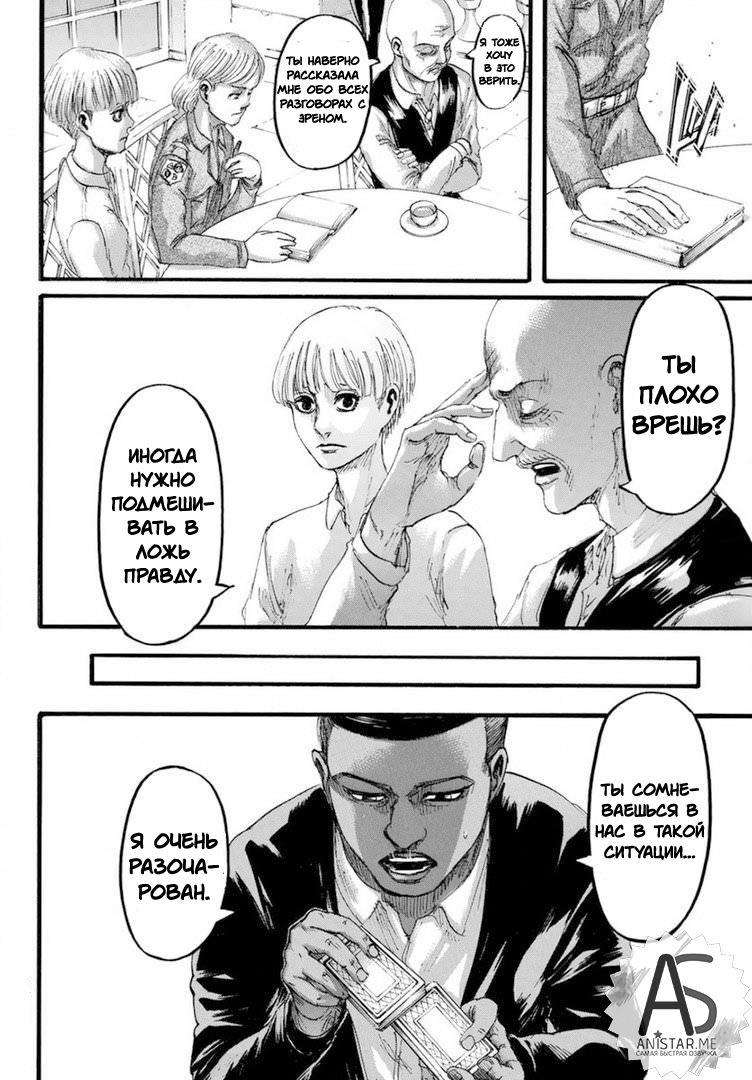 Я ТОЖЕ
ХОЧУ
В ЭТО
ВЕРИТЬ.
ТЫ НАВЕРНО
РАССКАЗАЛА
МНЕ ОБО ВСЕХ
РАЗГОВОРАХ С
ЭРЕНОМ.
ТЫ
ПЛОХО
ВРЕШЬ?
ИНОГДА
НУЖНО
ПОДМЕШИ-
ВАТЬ В
ЛОЖЬ
ПРАВДУ.
ТЫ СОМНЕ-
ВАЕШЬСЯ В
НАС В ТАКОЙ
СИТУАЦИИ...
Я ОЧЕНЬ
РАЗОЧА-
РОВАН.
AS
ANISTAR.ME
САМАЯ БЫСТРАЯ ОЗВУЧКА